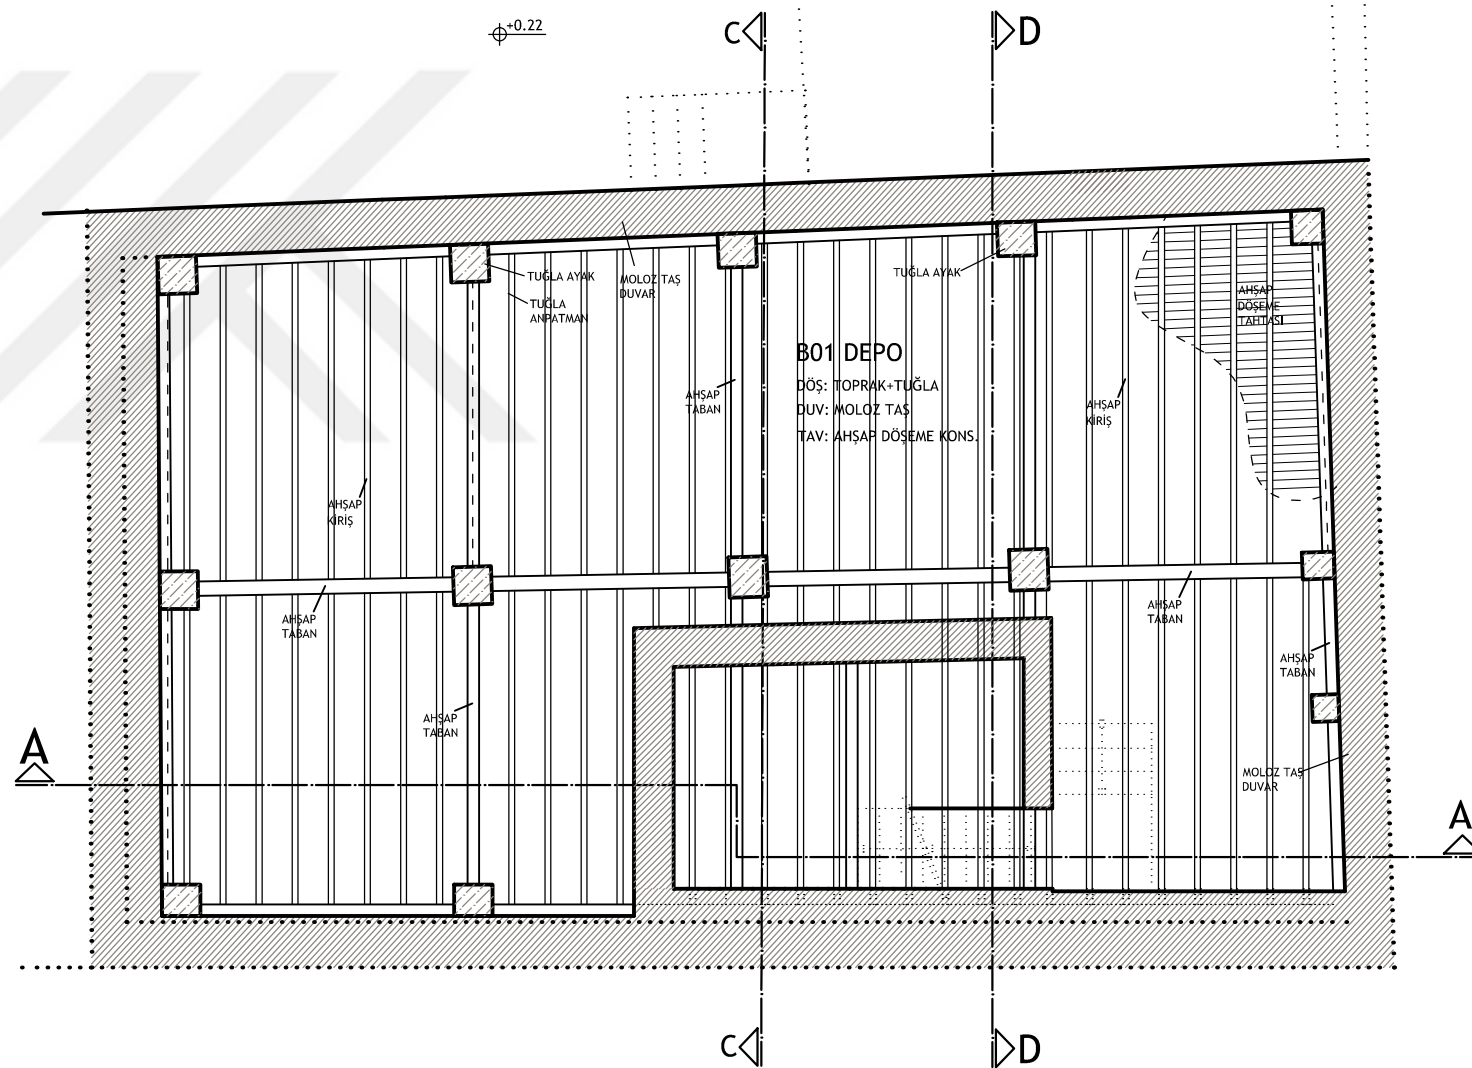 +0.22
C
D
TUĞLA AYAK
TUĞLA
ANPATMAN
MOLOZ TAŞ
DUVAR
TUĞLA AYAK
AHŞAP
DÖŞEME
TAHTASI
B01 DEPO
DÖŞ: TOPRAK+TUĞLA
DUV: MOLOZ TAŞ
TAV: AHŞAP DÖŞEME KONS.
AHŞAP
TABAN
AHŞAP
KİRİŞ
AHŞAP
KİRİŞ
AHŞAP
TABAN
AHŞAP
TABAN
AHŞAP
TABAN
AHŞAP
TABAN
A
MOLOZ TAŞ
DUVAR
A
C
D